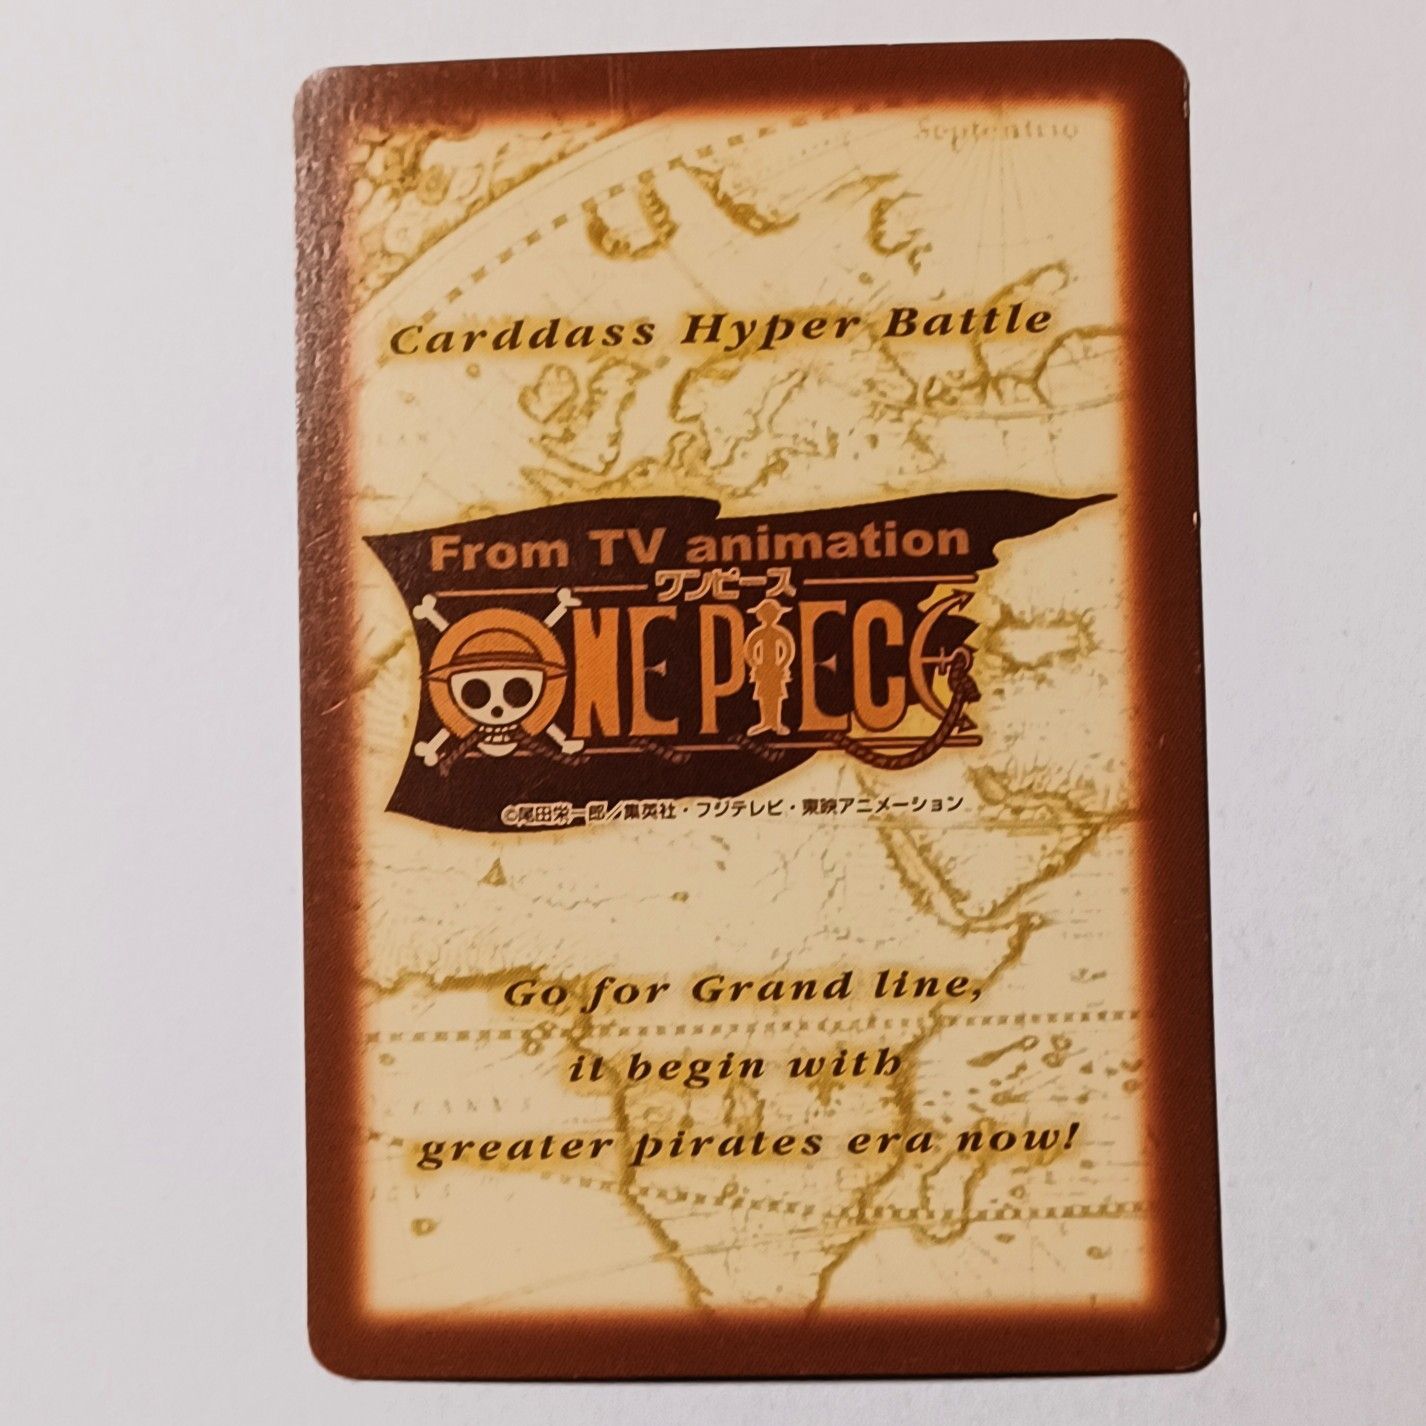 Septentrio
Carddass Hyper Battle
From TV animation
ワンピース
ONE PIECE
©尾田栄一郎／集英社・フジテレビ・東映アニメーション
Go for Grand line,
it begin with
greater pirates era now!